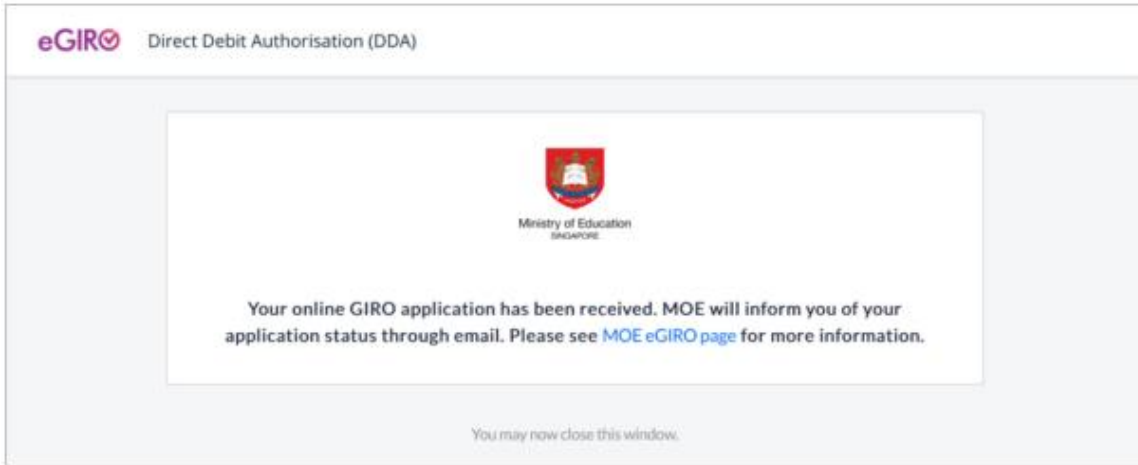 eGIRO Direct Debit Authorisation (DDA)
Ministry of Education
SINGAPORE
Your online GIRO application has been received. MOE will inform you of your
application status through email. Please see MOE eGIRO page for more information.
You may now close this window.